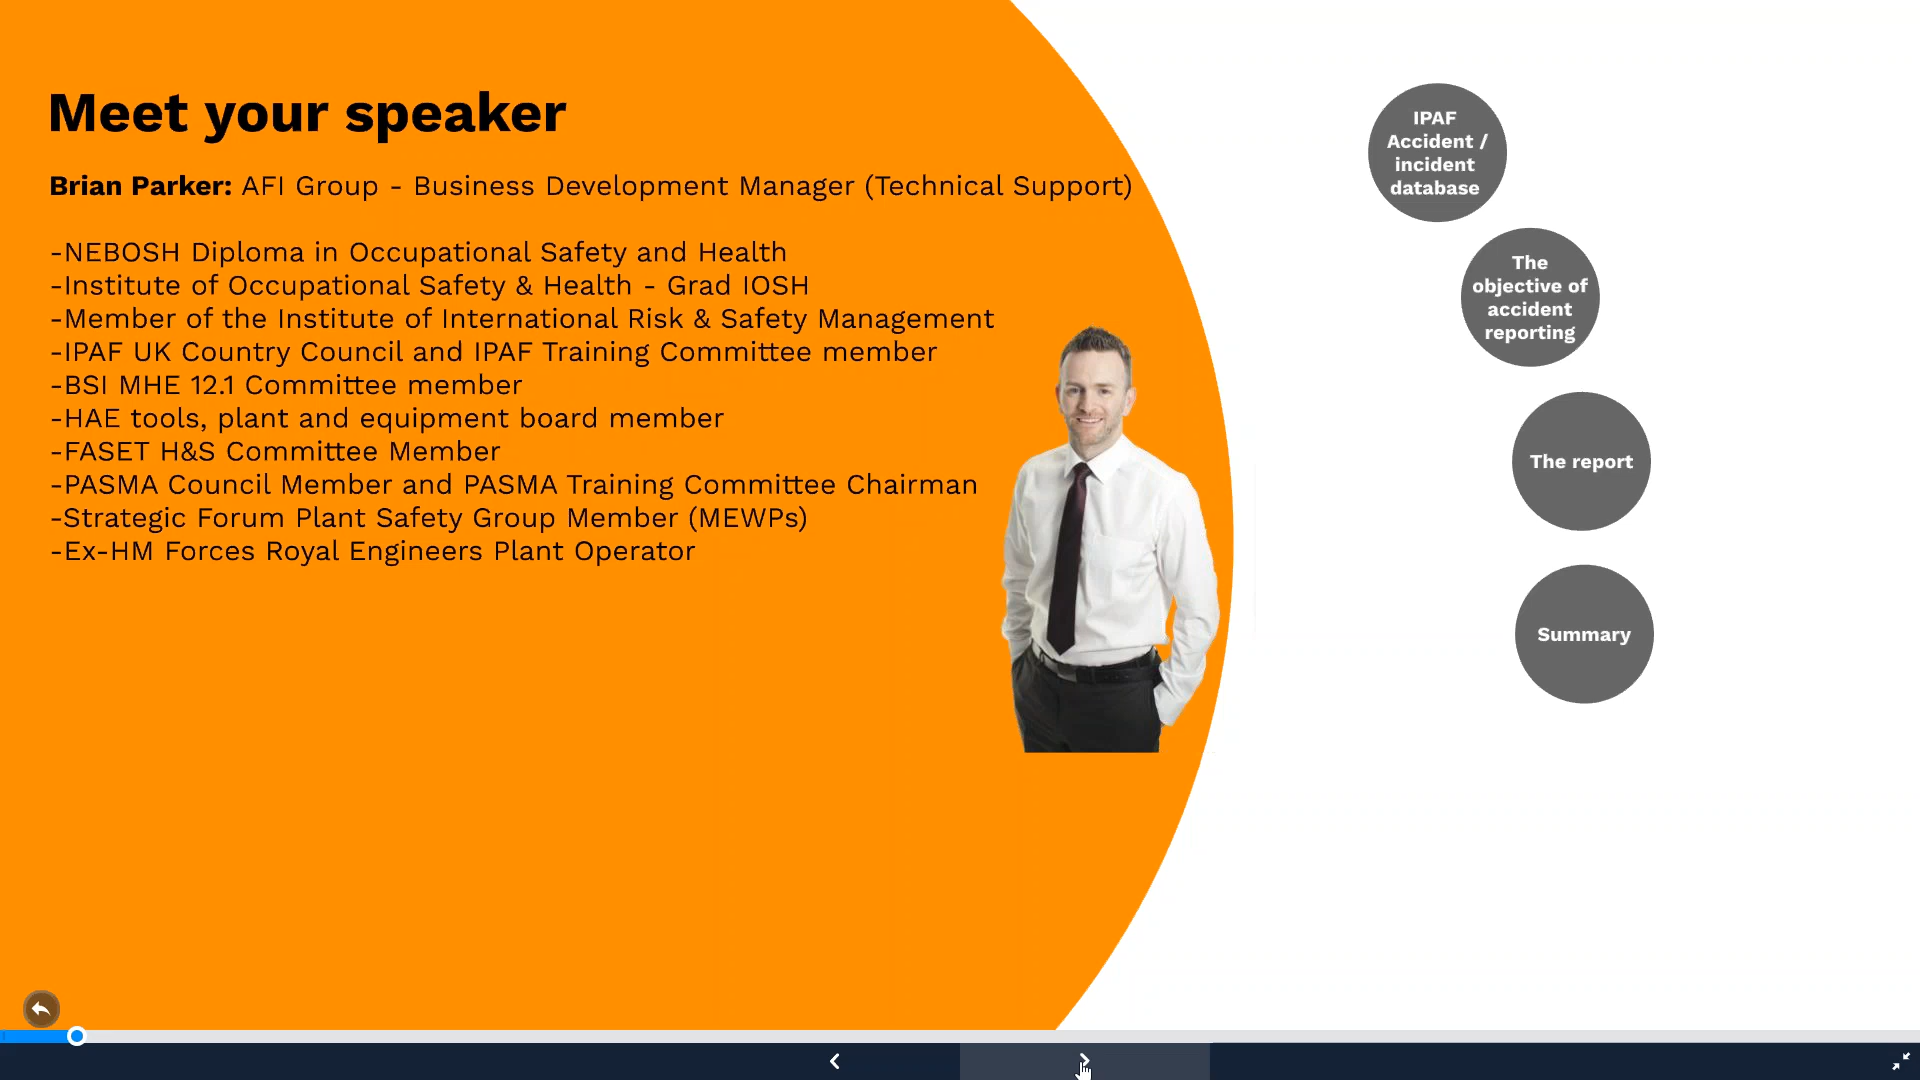 Meet your speaker
Brian Parker: AFI Group - Business Development Manager (Technical Support)
-NEBOSH Diploma in Occupational Safety and Health
-Institute of Occupational Safety & Health - Grad IOSH
-Member of the Institute of International Risk & Safety Management
-IPAF UK Country Council and IPAF Training Committee member
-BSI MHE 12.1 Committee member
-HAE tools, plant and equipment board member
-FASET H&S Committee Member
-PASMA Council Member and PASMA Training Committee Chairman
-Strategic Forum Plant Safety Group Member (MEWPs)
-Ex-HM Forces Royal Engineers Plant Operator
IPAF
Accident /
incident
database
The
objective of
accident
reporting
The report
Summary